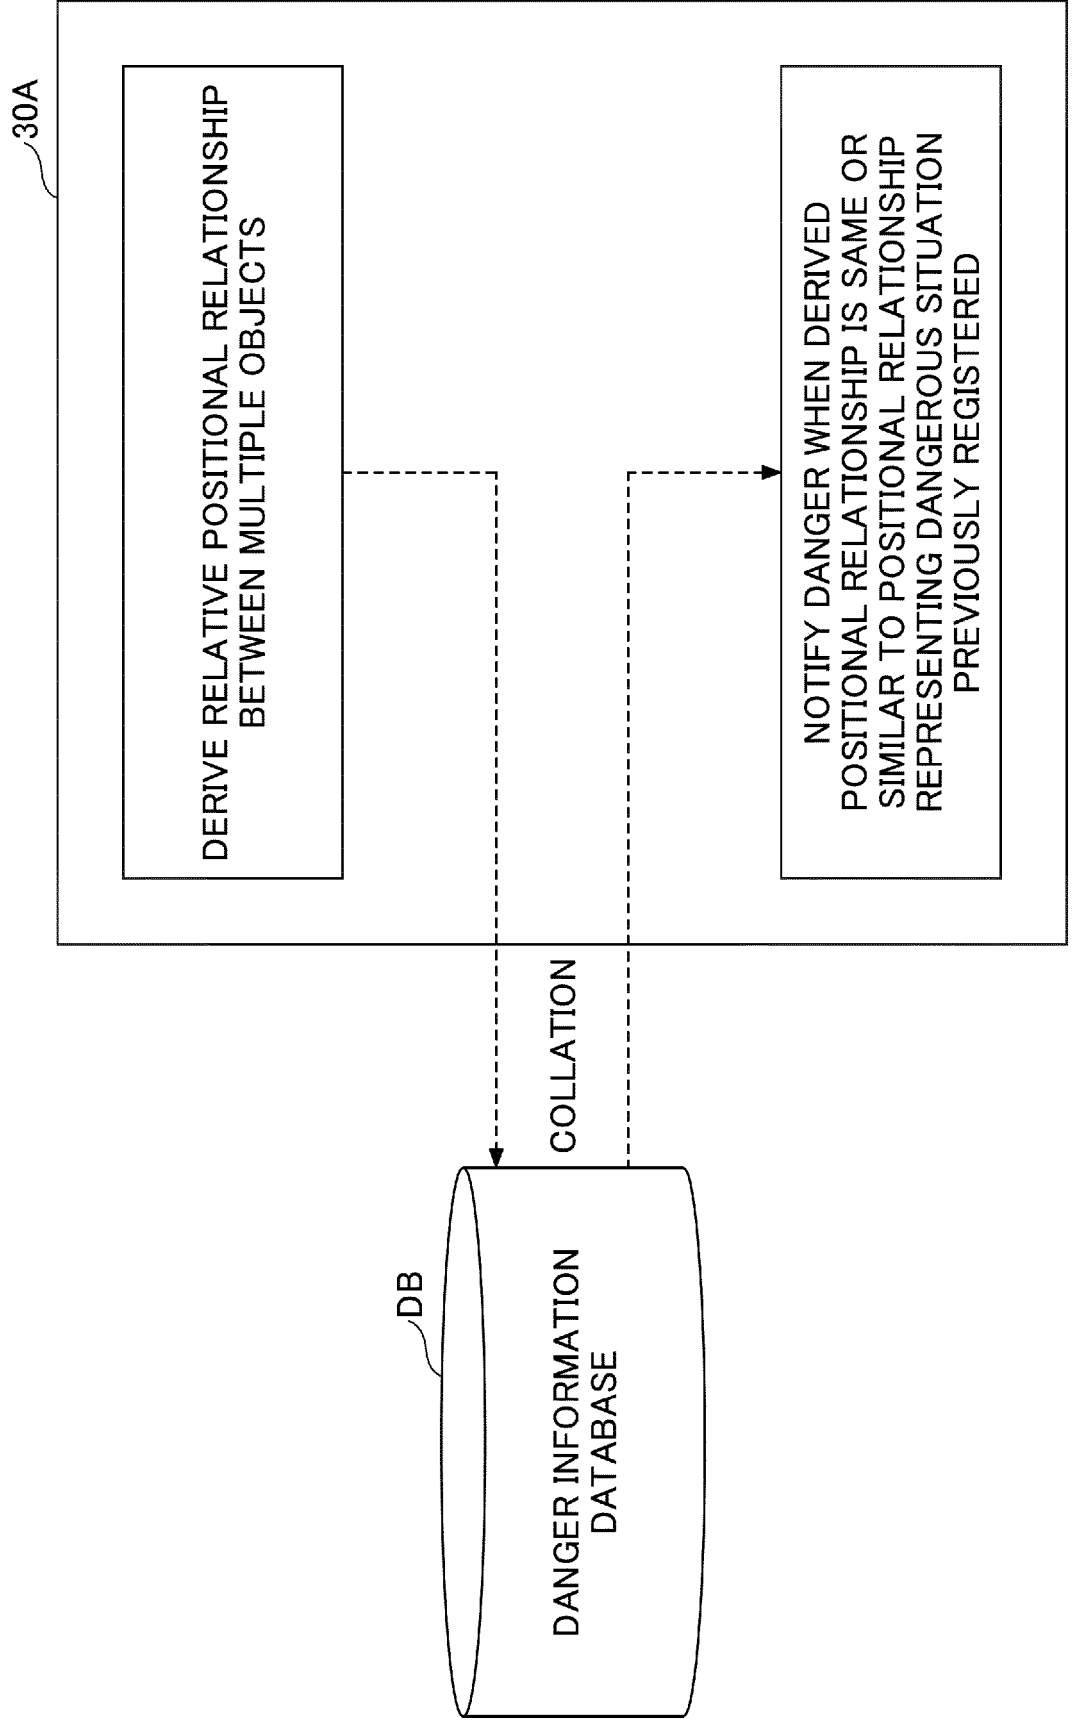 30A
DERIVE RELATIVE POSITIONAL RELATIONSHIP
BETWEEN MULTIPLE OBJECTS
DB
DANGER INFORMATION
DATABASE
COLLATION
NOTIFY DANGER WHEN DERIVED
POSITIONAL RELATIONSHIP IS SAME OR
SIMILAR TO POSITIONAL RELATIONSHIP
REPRESENTING DANGEROUS SITUATION
PREVIOUSLY REGISTERED